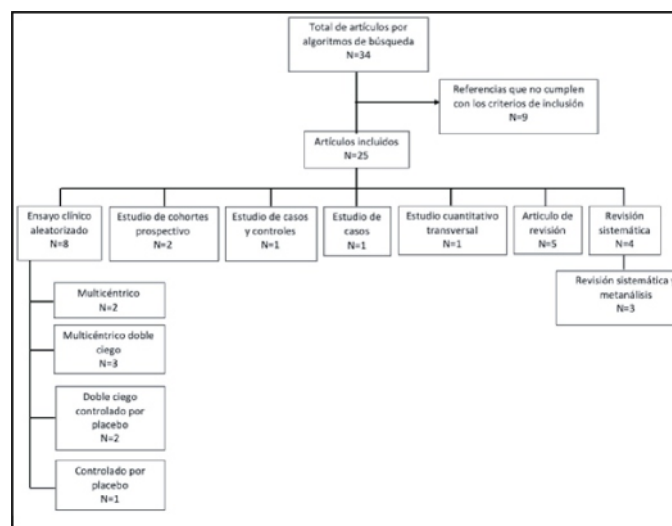 Total de artículos por
algoritmos de búsqueda
N=34
Referencias que no cumplen
con los criterios de inclusión
N=9
Artículos incluidos
N=25
Ensayo clínico
aleatorizado
N=8
Estudio de cohortes
prospectivo
N=2
Estudio de casos
y controles
N=1
Estudio de
casos
N=1
Estudio cuantitativo
transversal
N=1
Articulo de
revisión
N=5
Revisión
sistemática
N=4
Multicéntrico
N=2
Revisión sistemática
metanálisis
N=3
Multicéntrico doble
ciego
N=3
Doble ciego
controlado por
placebo
N=2
Controlado por
placebo
N=1